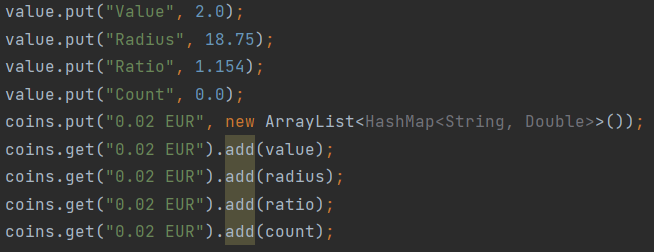 value.put("Value", 2.0);
value.put("Radius", 18.75);
value.put("Ratio", 1.154);
value.put("Count", 0.0);
coins.put("0.02 EUR", new ArrayList<HashMap<String, Double>>());
coins.get("0.02 EUR").add(value);
coins.get("0.02 EUR").add(radius);
coins.get("0.02 EUR").add(ratio);
coins.get("0.02 EUR").add(count);